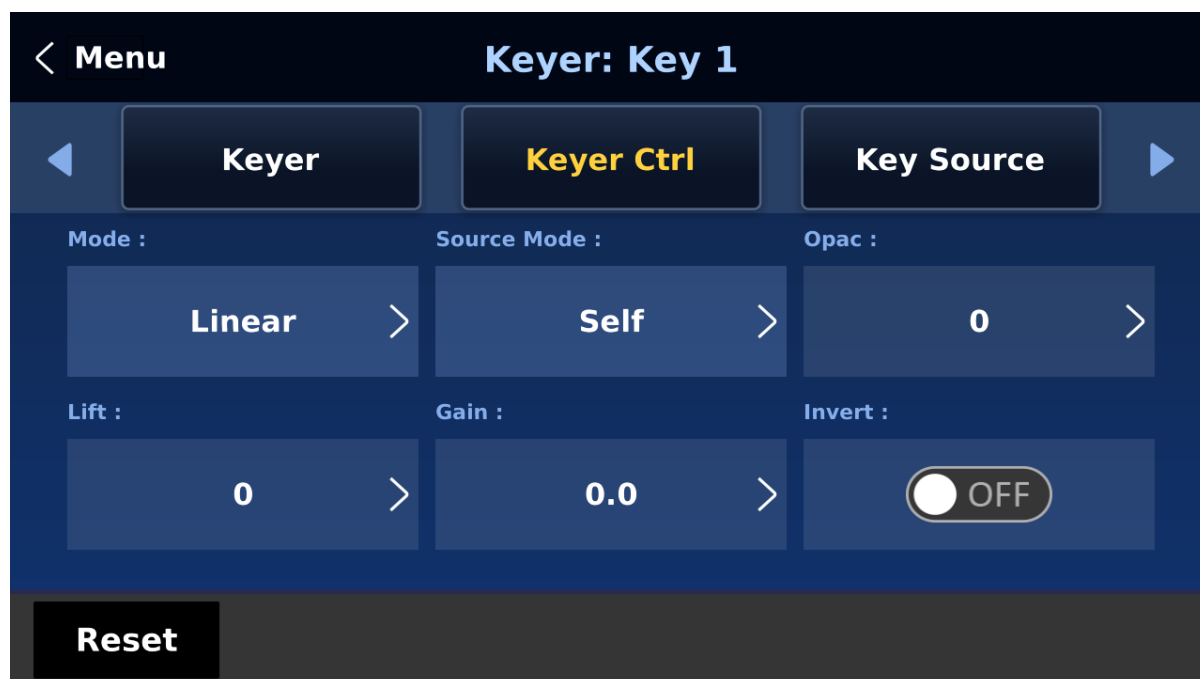 Menu
Keyer: Key 1
Keyer
Keyer Ctrl
Key Source
Mode :
Source Mode :
Opac :
Linear
Self
0
Lift :
Gain :
Invert :
0
0.0
OFF
Reset